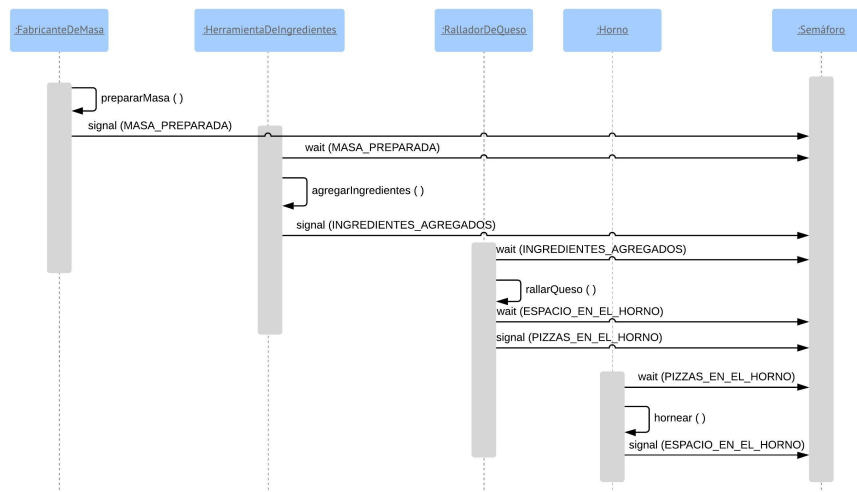 :FabricanteDeMasa
:HerramientaDeIngredientes
:RalladorDeQueso
:Horno
:Semáforo
prepararMasa ( )
signal (MASA_PREPARADA)
wait (MASA_PREPARADA)
agregarIngredientes ( )
signal (INGREDIENTES_AGREGADOS)
wait (INGREDIENTES_AGREGADOS)
rallarQueso ( )
wait (ESPACIO_EN_EL_HORNO)
signal (PIZZAS_EN_EL_HORNO)
wait (PIZZAS_EN_EL_HORNO)
hornear ( )
signal (ESPACIO_EN_EL_HORNO)